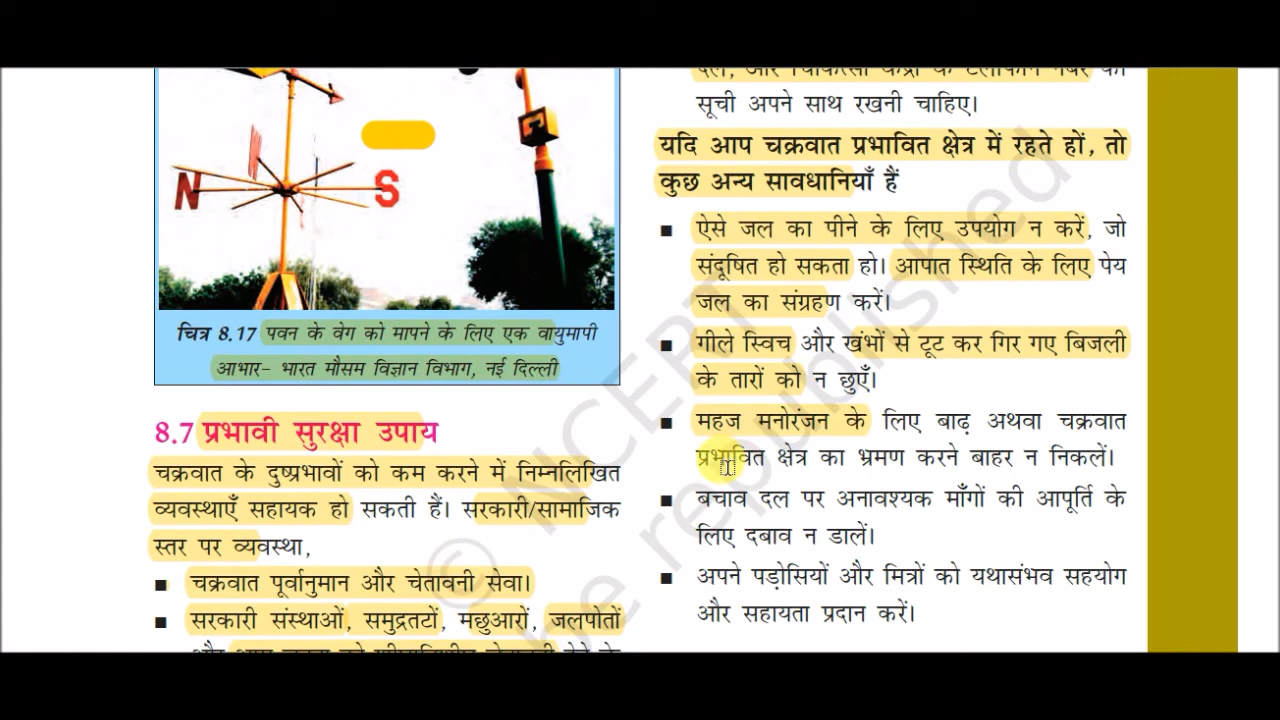 N
S
चित्र 8.17 पवन के वेग को मापने के लिए एक वायुमापी
आभार– भारत मौसम विज्ञान विभाग, नई दिल्ली
8.7 प्रभावी सुरक्षा उपाय
चक्रवात के दुष्प्रभावों को कम करने में निम्नलिखित
व्यवस्थाएँ सहायक हो सकती हैं। सरकारी/सामाजिक
स्तर पर व्यवस्था,
■ चक्रवात पूर्वानुमान और चेतावनी सेवा।
■ सरकारी संस्थाओं, समुद्रतटों, मछुआरों, जलपोतों
सूची अपने साथ रखनी चाहिए।
यदि आप चक्रवात प्रभावित क्षेत्र में रहते हों, तो
कुछ अन्य सावधानियाँ हैं
■ ऐसे जल का पीने के लिए उपयोग न करें, जो
संदूषित हो सकता हो। आपात स्थिति के लिए पेय
जल का संग्रहण करें।
■ गीले स्विच और खंभों से टूट कर गिर गए बिजली
के तारों को न छुएँ।
■ महज मनोरंजन के लिए बाढ़ अथवा चक्रवात
प्रभावित क्षेत्र का भ्रमण करने बाहर न निकलें।
■ बचाव दल पर अनावश्यक माँगों की आपूर्ति के
लिए दबाव न डालें।
■ अपने पड़ोसियों और मित्रों को यथासंभव सहयोग
और सहायता प्रदान करें।
© NCERT
be republished